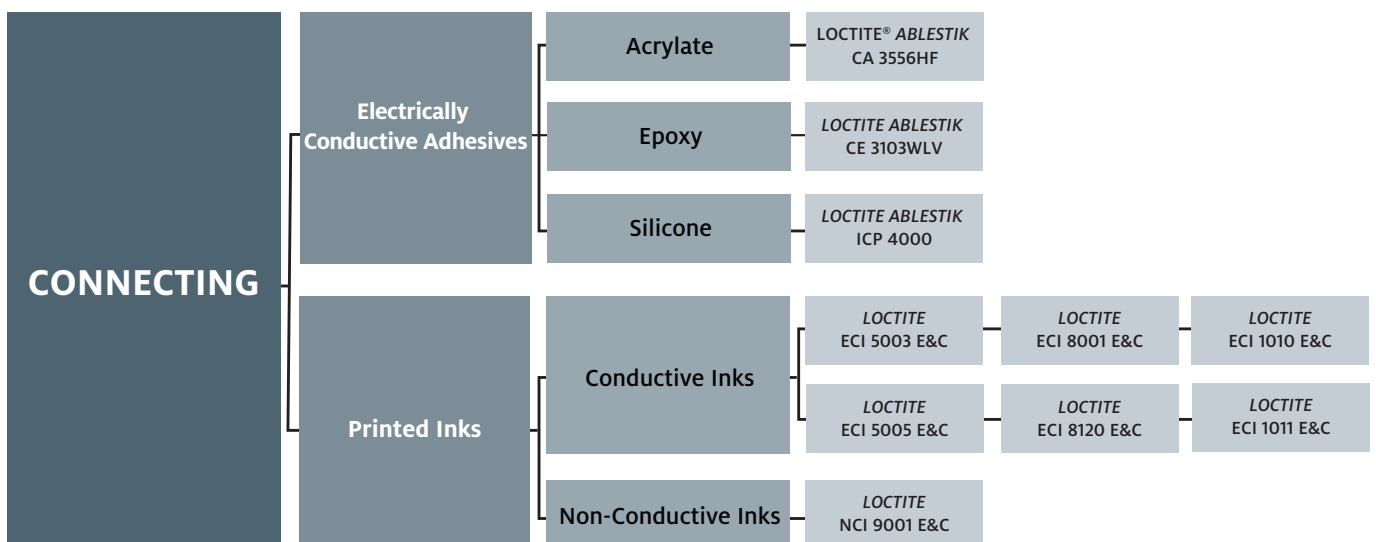 CONNECTING
Electrically
Conductive Adhesives
Acrylate
LOCTITE® ABLESTIK
CA 3556HF
Epoxy
LOCTITE ABLESTIK
CE 3103WLV
Silicone
LOCTITE ABLESTIK
ICP 4000
Printed Inks
Conductive Inks
LOCTITE
ECI 5003 E&C
LOCTITE
ECI 8001 E&C
LOCTITE
ECI 1010 E&C
LOCTITE
ECI 5005 E&C
LOCTITE
ECI 8120 E&C
LOCTITE
ECI 1011 E&C
Non-Conductive Inks
LOCTITE
NCI 9001 E&C